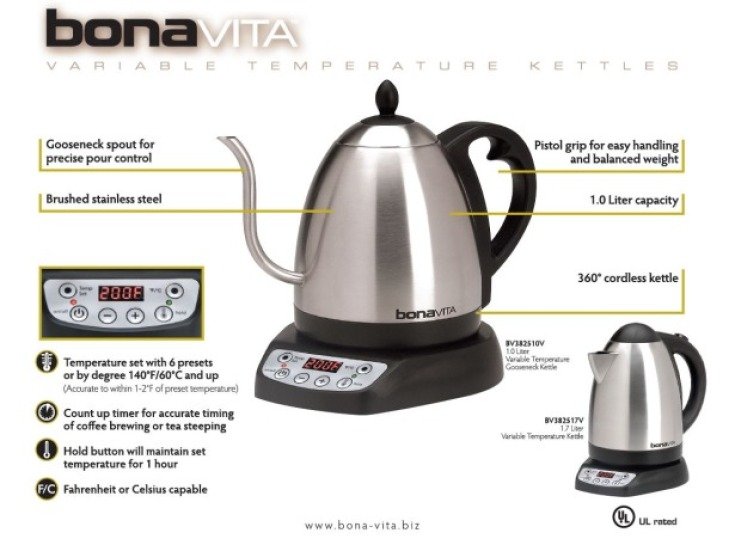 bonaVITA
VARIABLE TEMPERATURE KETTLES
Gooseneck spout for
precise pour control
Brushed stainless steel
Pistol grip for easy handling
and balanced weight
1.0 Liter capacity
360° cordless kettle
bonaVITA
200F
Temp
Set
200F
°F/°C
on/off
hold
Temperature set with 6 presets
or by degree 140°F/60°C and up
(Accurate to within 1-2°F of preset temperature)
Count up timer for accurate timing
of coffee brewing or tea steeping
Hold button will maintain set
temperature for 1 hour
F/C Fahrenheit or Celsius capable
BV382510V
1.0 Liter
Variable Temperature
Gooseneck Kettle
BV382517V
1.7 Liter
Variable Temperature Kettle
bonaVITA
UL UL rated
www.bona-vita.biz